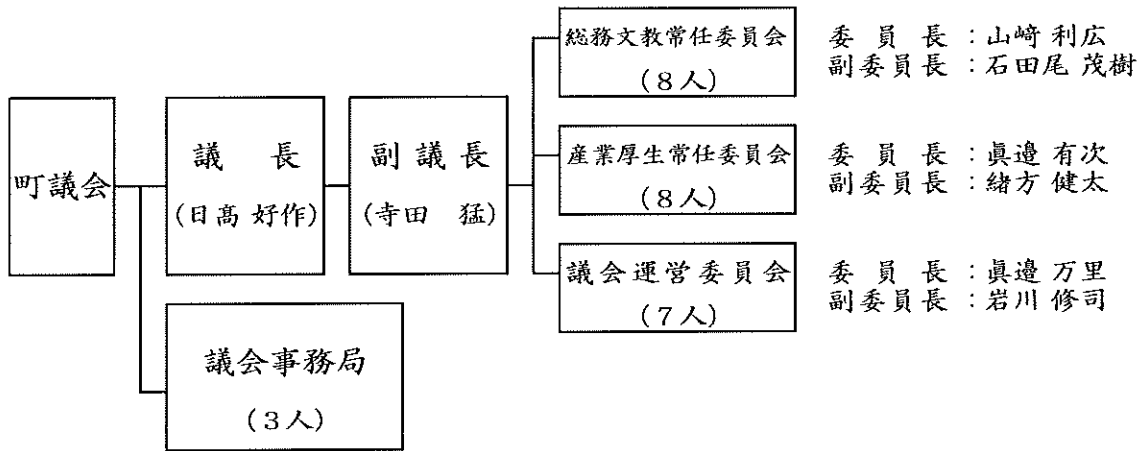 町議会
議長
(日髙 好作)
副議長
(寺田 猛)
議会事務局
(3人)
総務文教常任委員会
(8人)
委員長:山﨑 利広
副委員長:石田尾 茂樹
産業厚生常任委員会
(8人)
委員長:眞邉 有次
副委員長:緒方 健太
議会運営委員会
(7人)
委員長:眞邉 万里
副委員長:岩川 修司